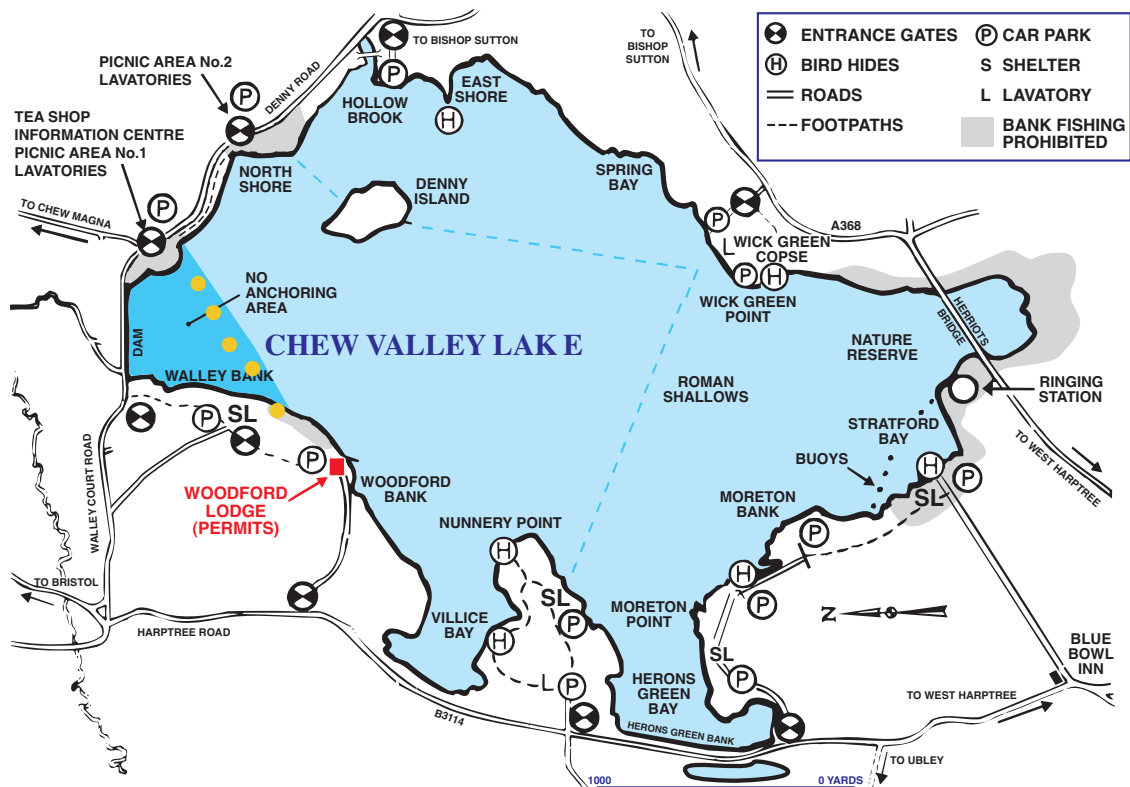 ENTRANCE GATES
P CAR PARK
H BIRD HIDES
S SHELTER
ROADS
L LAVATORY
FOOTPATHS
BANK FISHING
PROHIBITED
TO BISHOP SUTTON
TO
BISHOP
SUTTON
PICNIC AREA No.2
LAVATORIES
P
DENNY ROAD
P
HOLLOW
BROOK
EAST
SHORE
H
TEA SHOP
INFORMATION CENTRE
PICNIC AREA No.1
LAVATORIES
P
TO CHEW MAGNA
NORTH
SHORE
DENNY
ISLAND
SPRING
BAY
P
L
WICK GREEN
COPSE
A368
P
H
WICK GREEN
POINT
NO
ANCHORING
AREA
DAM
CHEW VALLEY LAK E
WALLEY BANK
HERRIOTS
BRIDGE
NATURE
RESERVE
ROMAN
SHALLOWS
RINGING
STATION
P
SL
STRATFORD
BAY
BUOYS
H
P
SL
TO WEST HARPTREE
P
WOODFORD
BANK
WOODFORD
LODGE
(PERMITS)
WALLEY COURT ROAD
MORETON
BANK
P
NUNNERY POINT
H
H
P
TO BRISTOL
HARPTREE ROAD
VILLICE
BAY
H
SL
P
MORETON
POINT
N
SL
P
L
P
HERONS
GREEN
BAY
BLUE
BOWL
INN
TO WEST HARPTREE
B3114
HERONS GREEN BANK
TO UBLEY
1000
0 YARDS